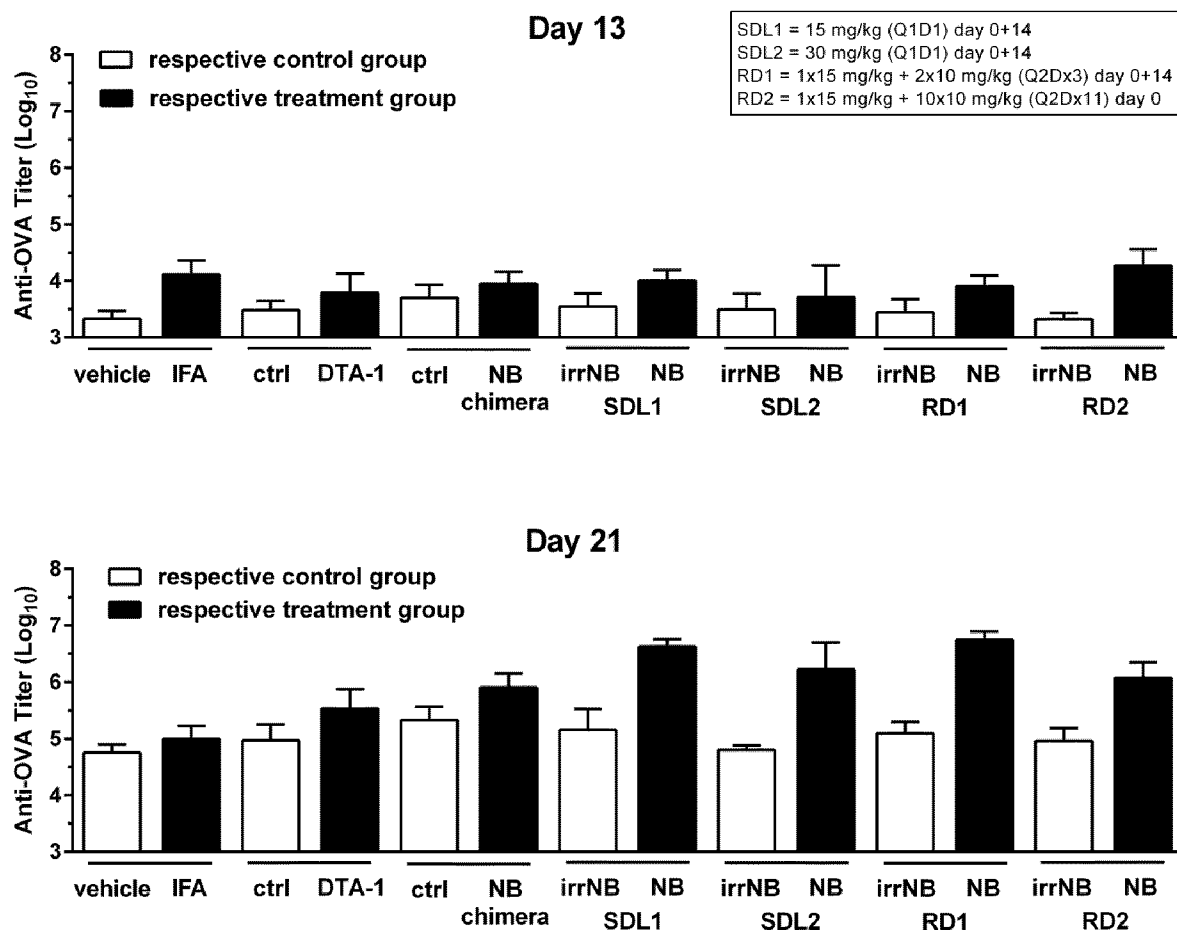 Day 13
SDL1 = 15 mg/kg (Q1D1) day 0+14
SDL2 = 30 mg/kg (Q1D1) day 0+14
RD1 = 1x15 mg/kg + 2x10 mg/kg (Q2Dx3) day 0+14
RD2 = 1x15 mg/kg + 10x10 mg/kg (Q2Dx11) day 0
respective control group
respective treatment group
Anti-OVA Titer (Log10)
8
7
6
5
4
3
vehicle IFA ctrl DTA-1 ctrl NB irrNB NB irrNB NB irrNB NB irrNB NB
chimera SDL1 SDL2 RD1 RD2
Day 21
respective control group
respective treatment group
Anti-OVA Titer (Log10)
8
7
6
5
4
3
vehicle IFA ctrl DTA-1 ctrl NB irrNB NB irrNB NB irrNB NB irrNB NB
chimera SDL1 SDL2 RD1 RD2